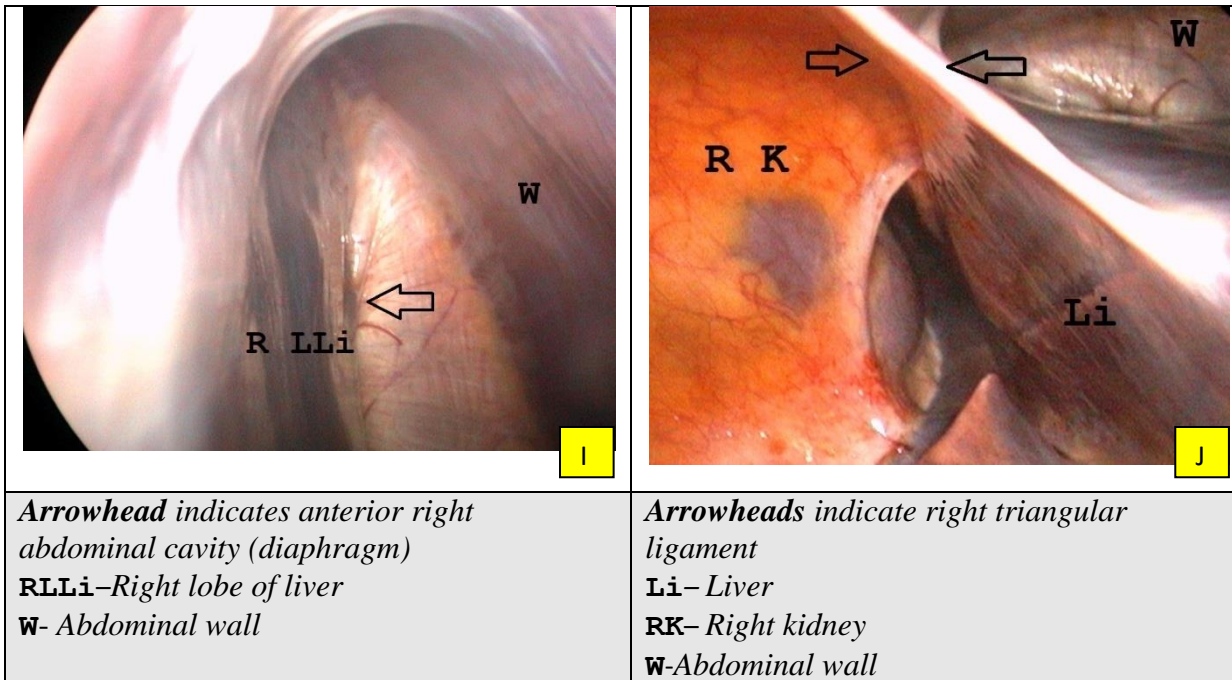 W
R LLi
I
W
R K
Li
J
Arrowhead indicates anterior right
abdominal cavity (diaphragm)
RLLi–Right lobe of liver
W- Abdominal wall
Arrowheads indicate right triangular
ligament
Li– Liver
RK– Right kidney
W-Abdominal wall